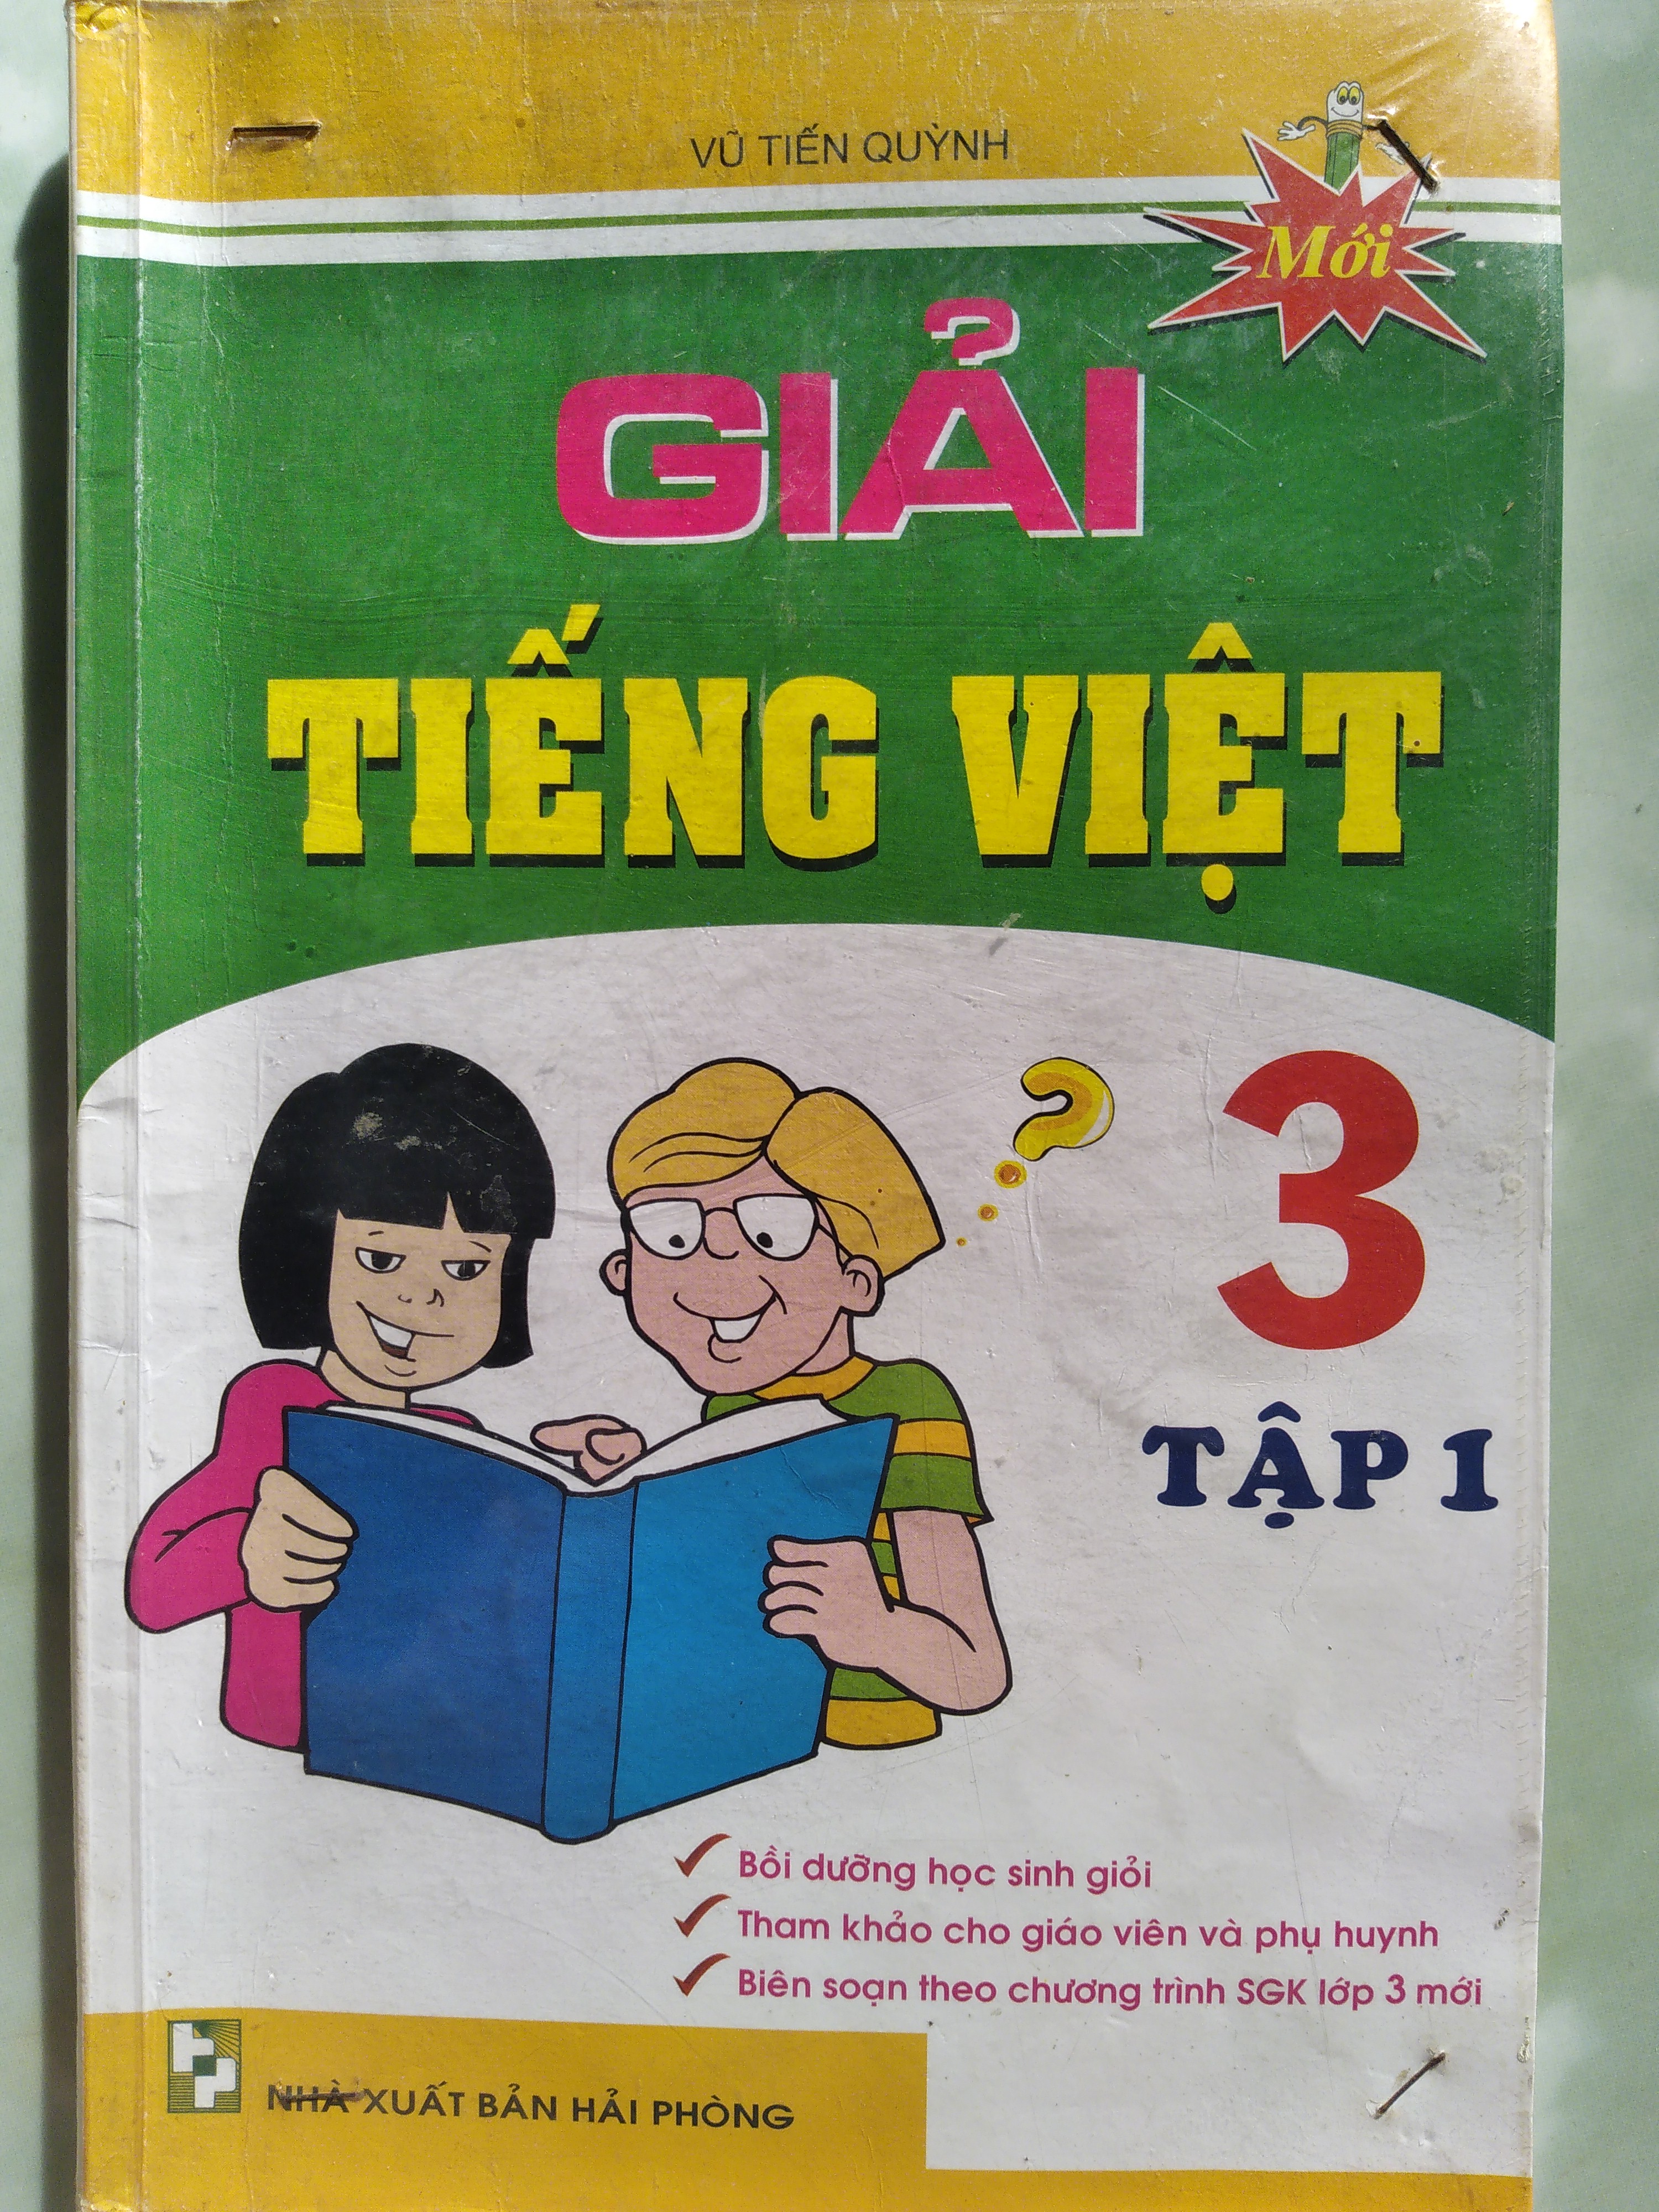 VŨ TIẾN QUỲNH
Mới
GIẢI
TIẾNG VIỆT
3
TẬP 1
Bồi dưỡng học sinh giỏi
Tham khảo cho giáo viên và phụ huynh
Biên soạn theo chương trình SGK lớp 3 mới
NHÀ XUẤT BẢN HẢI PHÒNG